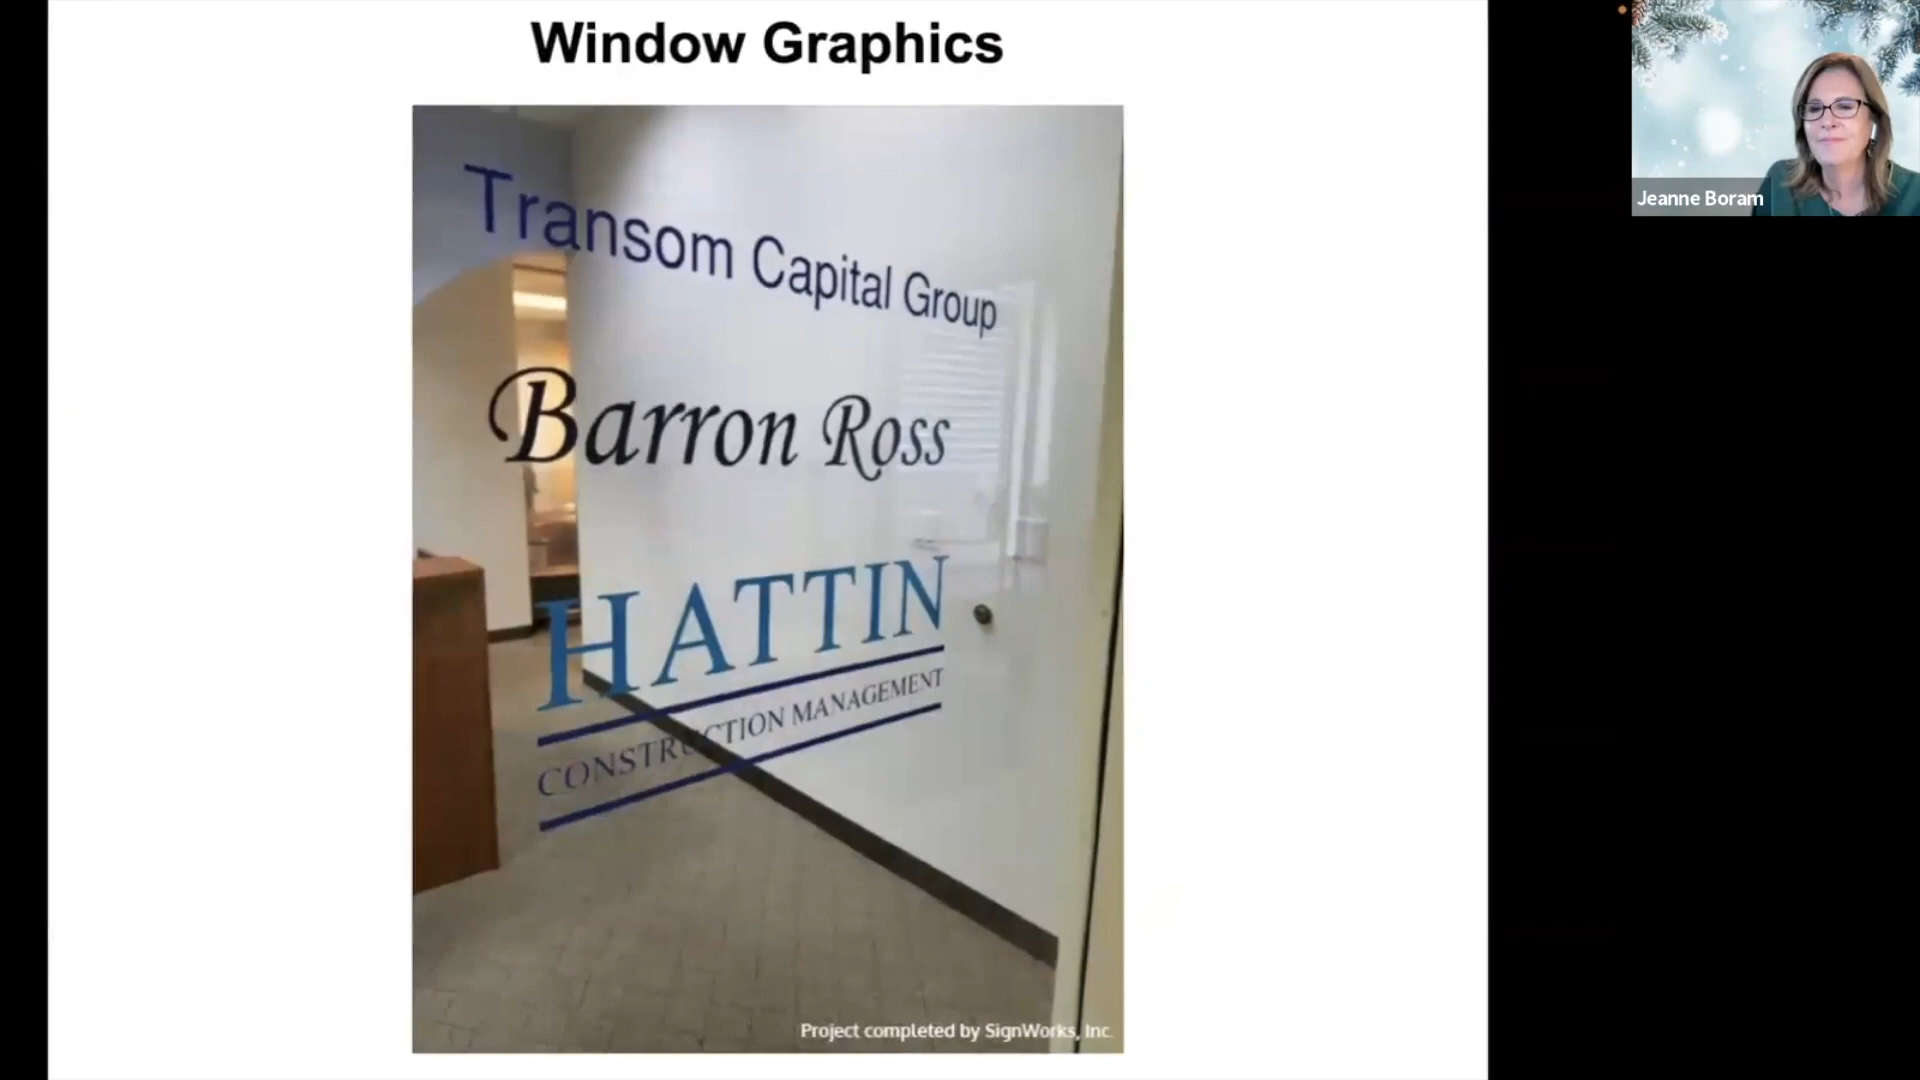 Window Graphics
Transom Capital Group
Barron Ross
HATTIN
CONSTRUCTION MANAGEMENT
Project completed by SignWorks, Inc.
Jeanne Boram